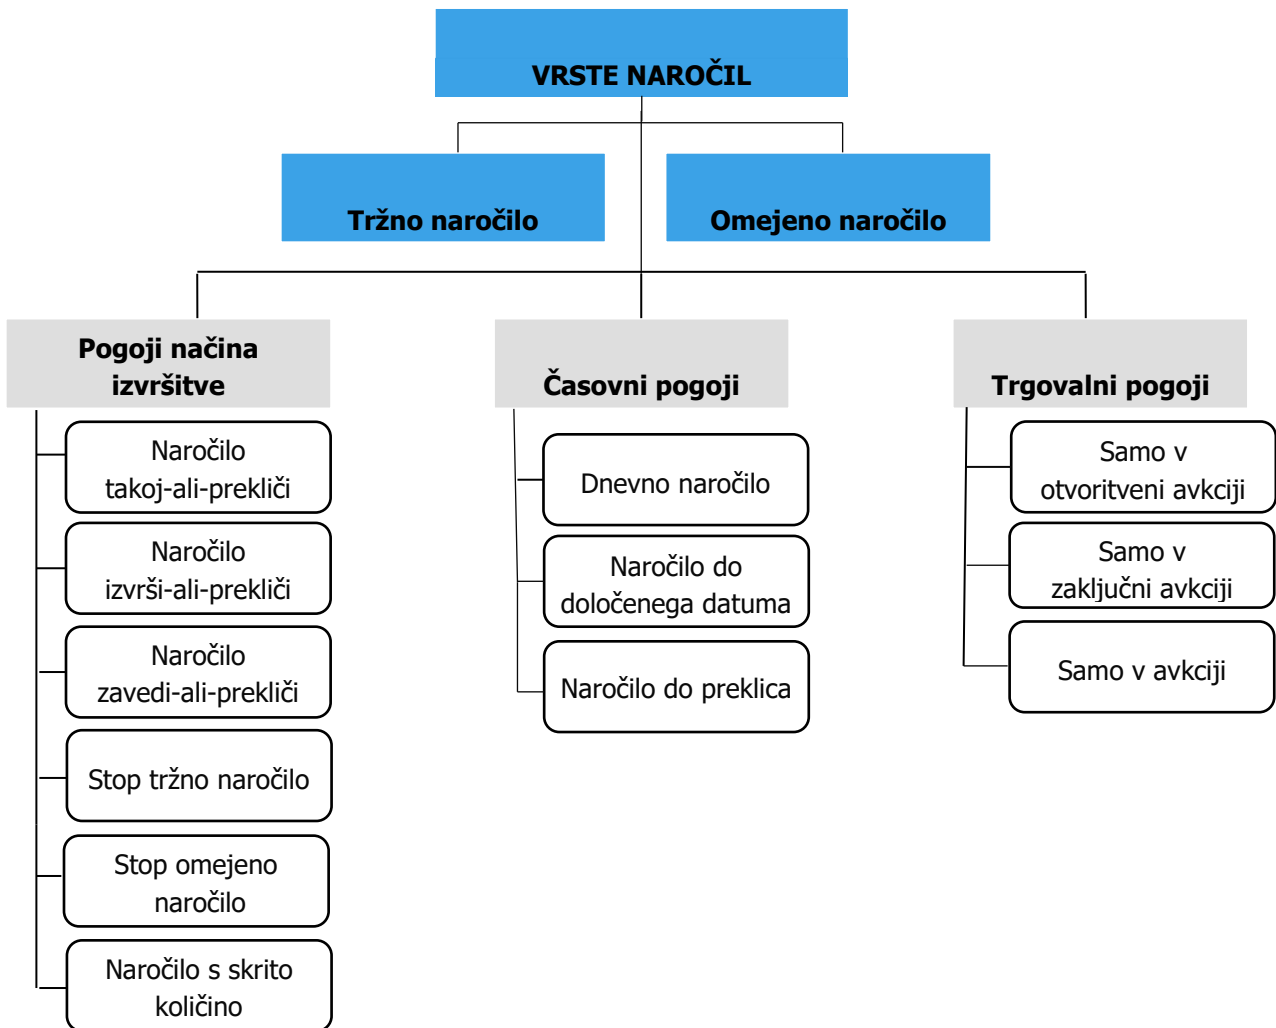 VRSTE NAROČIL
Tržno naročilo
Omejeno naročilo
Pogoji načina
izvršitve
Naročilo
takoj-ali-prekliči
Naročilo
izvrši-ali-prekliči
Naročilo
zavedi-ali-prekliči
Stop tržno naročilo
Stop omejeno
naročilo
Naročilo s skrito
količino
Časovni pogoji
Dnevno naročilo
Naročilo do
določenega datuma
Naročilo do preklica
Trgovalni pogoji
Samo v
otvoritveni avkciji
Samo v
zaključni avkciji
Samo v avkciji